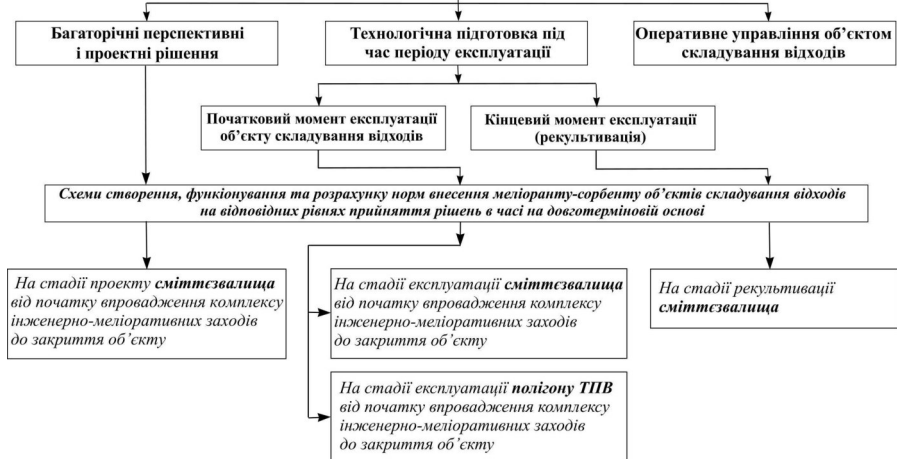 Багаторічні перспективні
і проектні рішення
Технологічна підготовка під
час періоду експлуатації
Оперативне управління об’єктом
складування відходів
Початковий момент експлуатації
об’єкту складування відходів
Кінцевий момент експлуатації
(рекультивація)
Схеми створення, функіонування та розрахунку норм внесення меліоранту-сорбенту об’єктів складування відходів
на відповідних рівнях прийняття рішень в часі на довготерміновій основі
На стадії проекту сміттєзвалища
від початку впровадження комплексу
інженерно-меліоративних заходів
до закриття об’єкту
На стадії експлуатації сміттєзвалища
від початку впровадження комплексу
інженерно-меліоративних заходів
до закриття об’єкту
На стадії рекультивації
сміттєзвалища
На стадії експлуатації полігону ТПВ
від початку впровадження комплексу
інженерно-меліоративних заходів
до закриття об’єкту